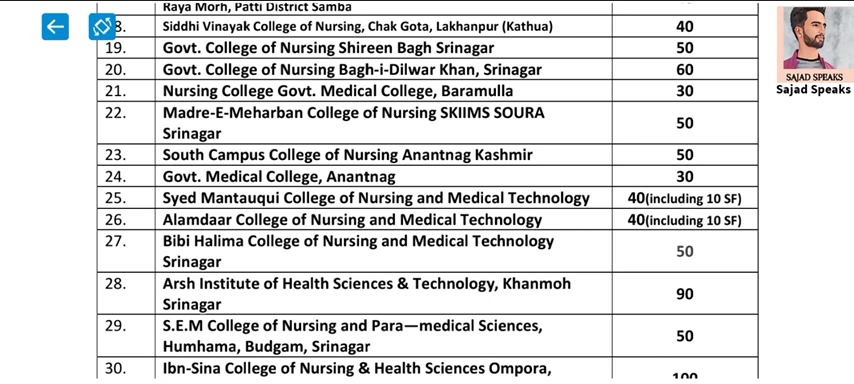 Raya Morh, Patti District Samba
8. Siddhi Vinayak College of Nursing, Chak Gota, Lakhanpur (Kathua) 40
19. Govt. College of Nursing Shireen Bagh Srinagar 50
20. Govt. College of Nursing Bagh-i-Dilwar Khan, Srinagar 60
21. Nursing College Govt. Medical College, Baramulla 30
22. Madre-E-Meharban College of Nursing SKIIMS SOURA
Srinagar 50
23. South Campus College of Nursing Anantnag Kashmir 50
24. Govt. Medical College, Anantnag 30
25. Syed Mantauqui College of Nursing and Medical Technology 40(including 10 SF)
26. Alamdaar College of Nursing and Medical Technology 40(including 10 SF)
27. Bibi Halima College of Nursing and Medical Technology
Srinagar 50
28. Arsh Institute of Health Sciences & Technology, Khanmoh
Srinagar 90
29. S.E.M College of Nursing and Para—medical Sciences,
Humhama, Budgam, Srinagar 50
30. Ibn-Sina College of Nursing & Health Sciences Ompora,
100
SAJAD SPEAKS
Sajad Speaks